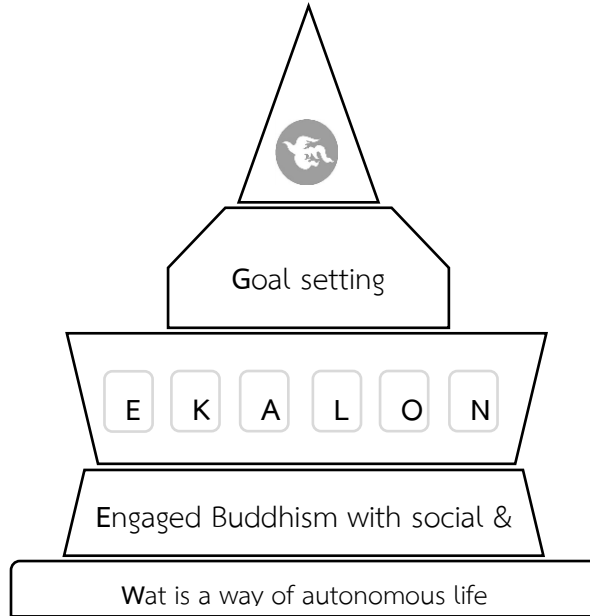 Goal setting
E K A L O N
Engaged Buddhism with social &
Wat is a way of autonomous life